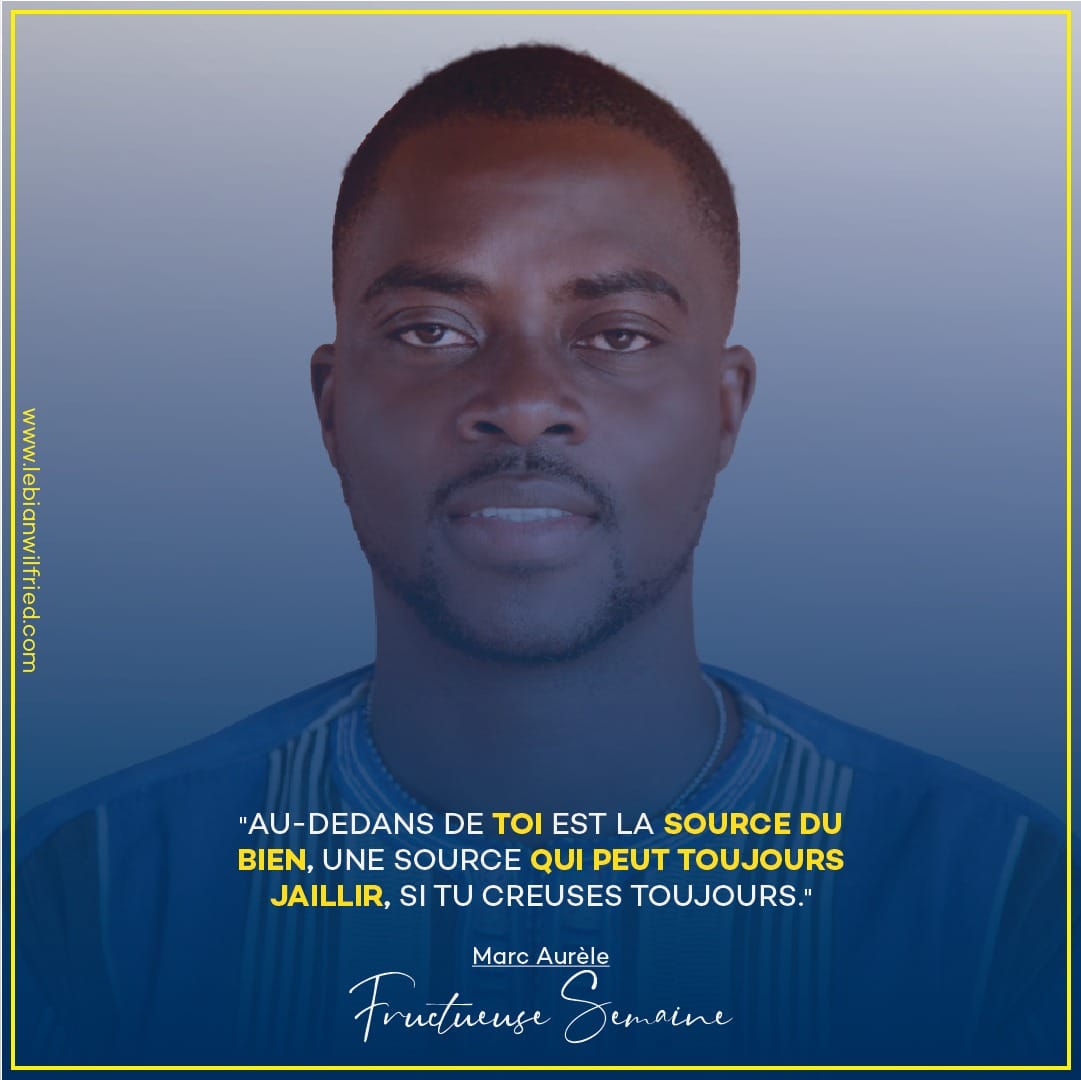 www.lebianwilfried.com
"AU-DEDANS DE TOI EST LA SOURCE DU
BIEN, UNE SOURCE QUI PEUT TOUJOURS
JAILLIR, SI TU CREUSES TOUJOURS."
Marc Aurèle
Fructueuse Semaine